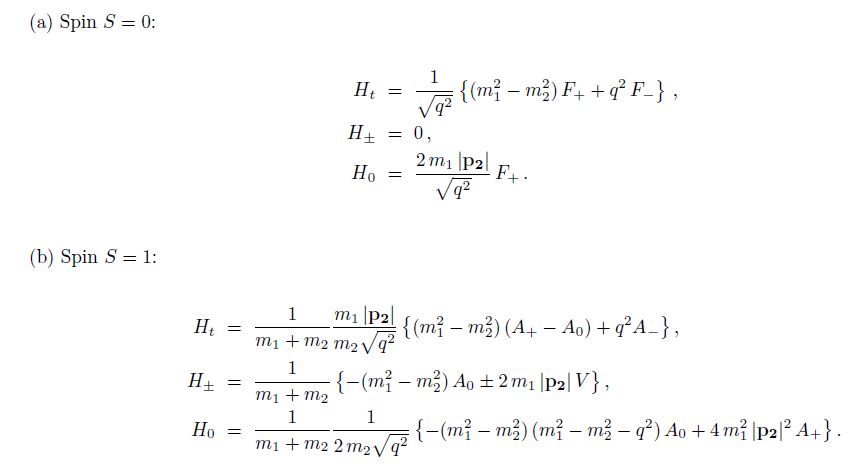 (a) Spin S = 0:
H_t = \frac{1}{\sqrt{q^2}} \{(m_1^2 − m_2^2) F_+ + q^2 F_−\} ,
H_± = 0 ,
H_0 = \frac{2 m_1 |\mathbf{p_2}|}{\sqrt{q^2}} F_+ .
(b) Spin S = 1:
H_t = \frac{1}{m_1 + m_2} \frac{m_1 |\mathbf{p_2}|}{m_2 \sqrt{q^2}} \{(m_1^2 − m_2^2) (A_+ − A_0) + q^2 A_−\} ,
H_± = \frac{1}{m_1 + m_2} \{−(m_1^2 − m_2^2) A_0 ± 2 m_1 |\mathbf{p_2}| V\} ,
H_0 = \frac{1}{m_1 + m_2} \frac{1}{2 m_2 \sqrt{q^2}} \{−(m_1^2 − m_2^2) (m_1^2 − m_2^2 − q^2) A_0 + 4 m_1^2 |\mathbf{p_2}|^2 A_+\} .